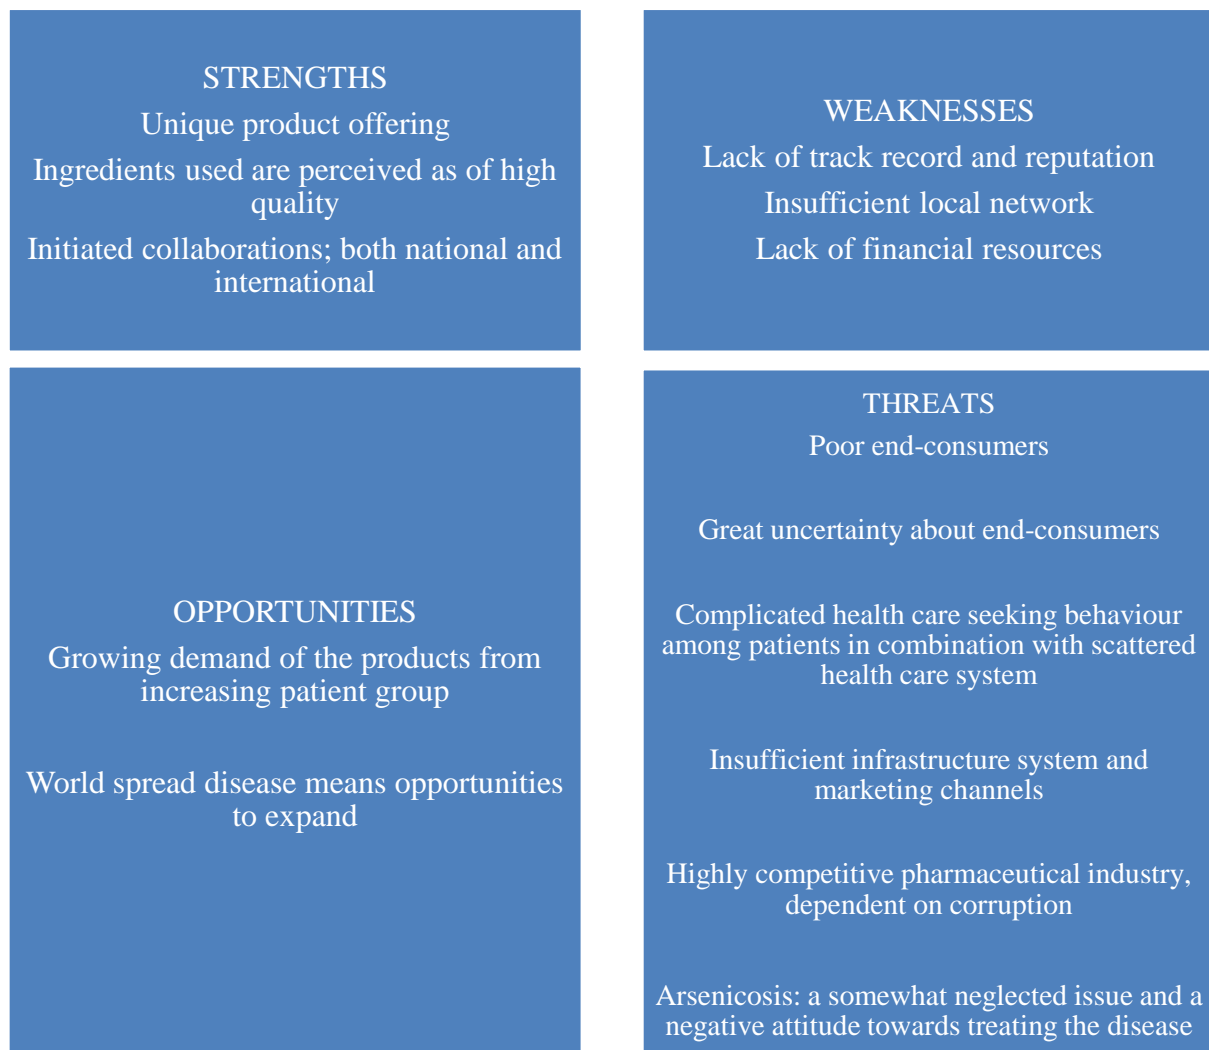 STRENGTHS
Unique product offering
Ingredients used are perceived as of high
quality
Initiated collaborations; both national and
international
WEAKNESSES
Lack of track record and reputation
Insufficient local network
Lack of financial resources
OPPORTUNITIES
Growing demand of the products from
increasing patient group
World spread disease means opportunities
to expand
THREATS
Poor end-consumers
Great uncertainty about end-consumers
Complicated health care seeking behaviour
among patients in combination with scattered
health care system
Insufficient infrastructure system and
marketing channels
Highly competitive pharmaceutical industry,
dependent on corruption
Arsenicosis: a somewhat neglected issue and a
negative attitude towards treating the disease